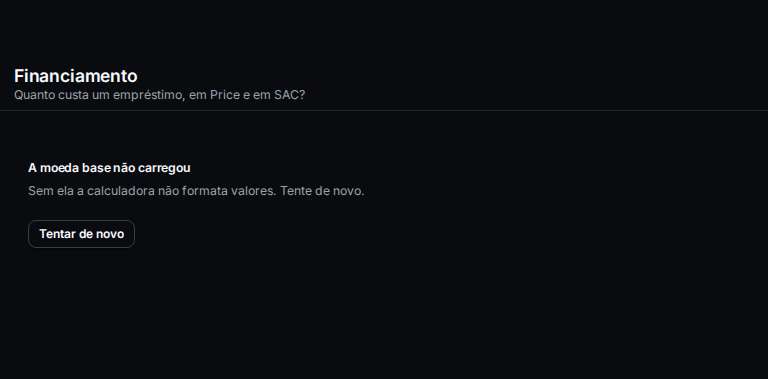 Financiamento
Quanto custa um empréstimo, em Price e em SAC?
A moeda base não carregou
Sem ela a calculadora não formata valores. Tente de novo.
Tentar de novo